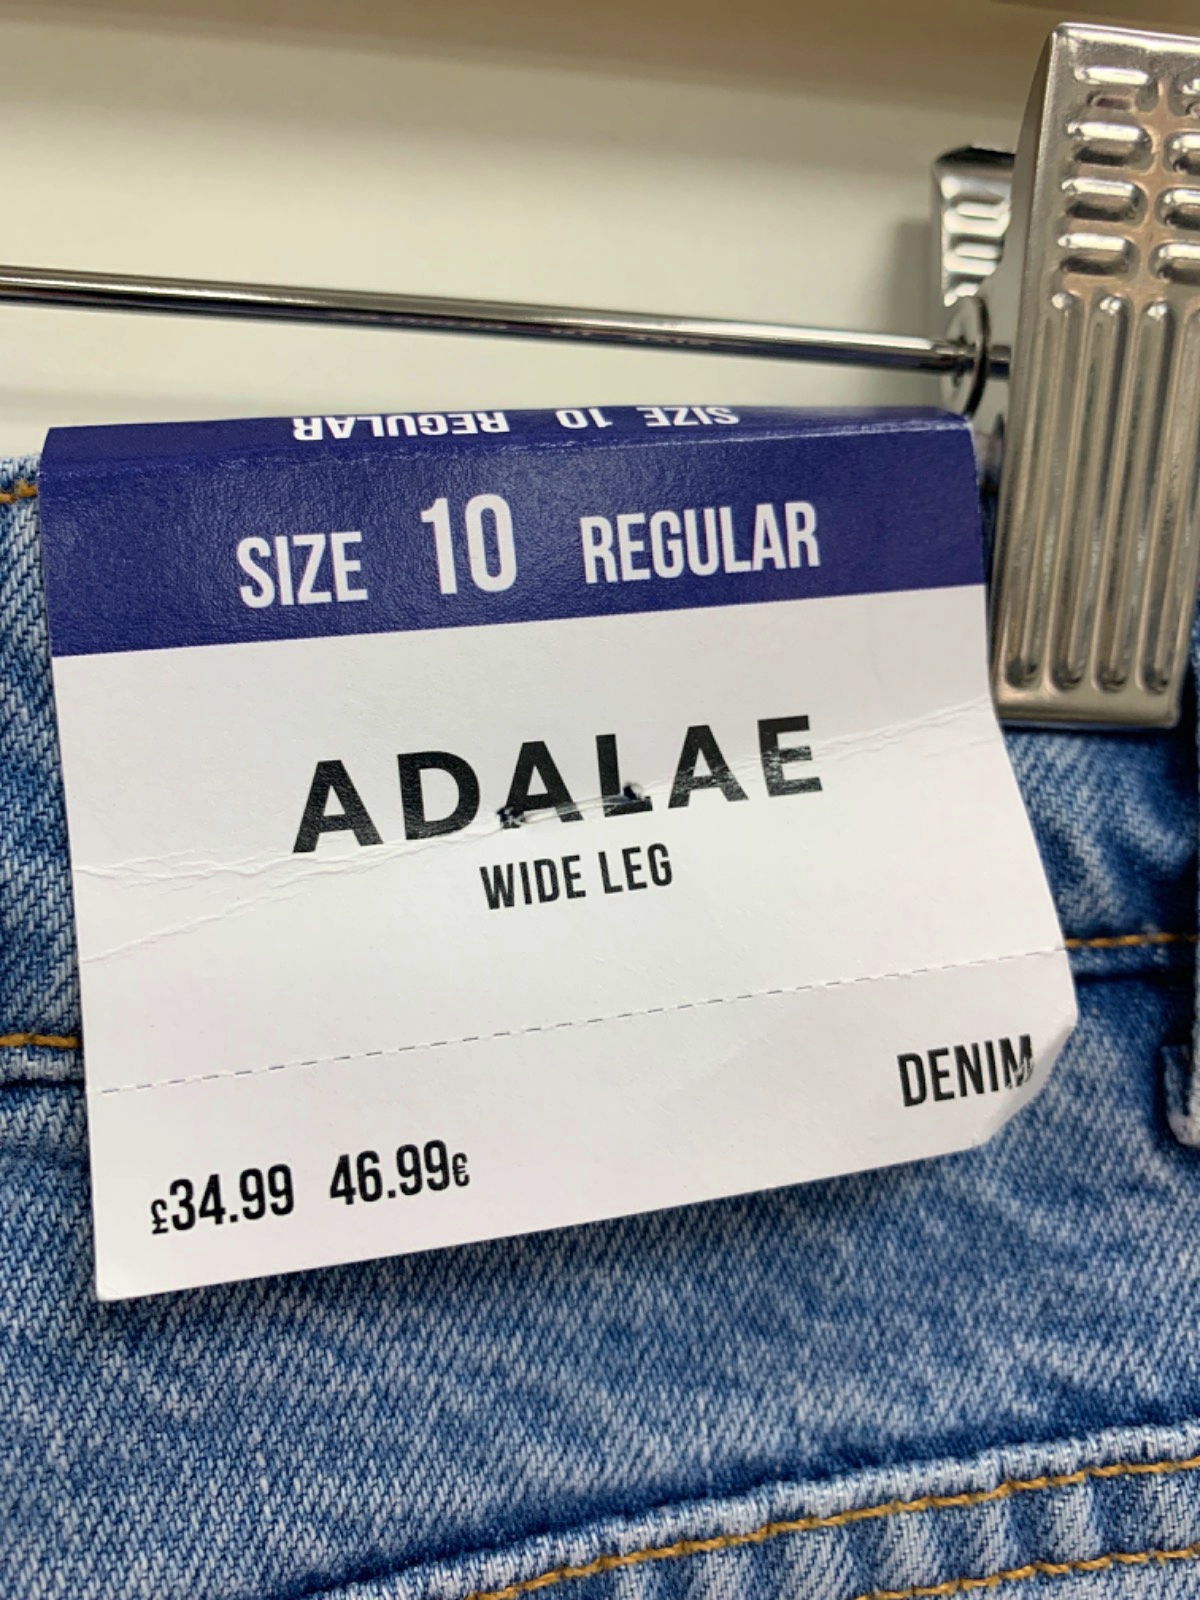 SIZE 10 REGULAR
SIZE 10 REGULAR
ADALAE
WIDE LEG
DENIM
£34.99 46.99€